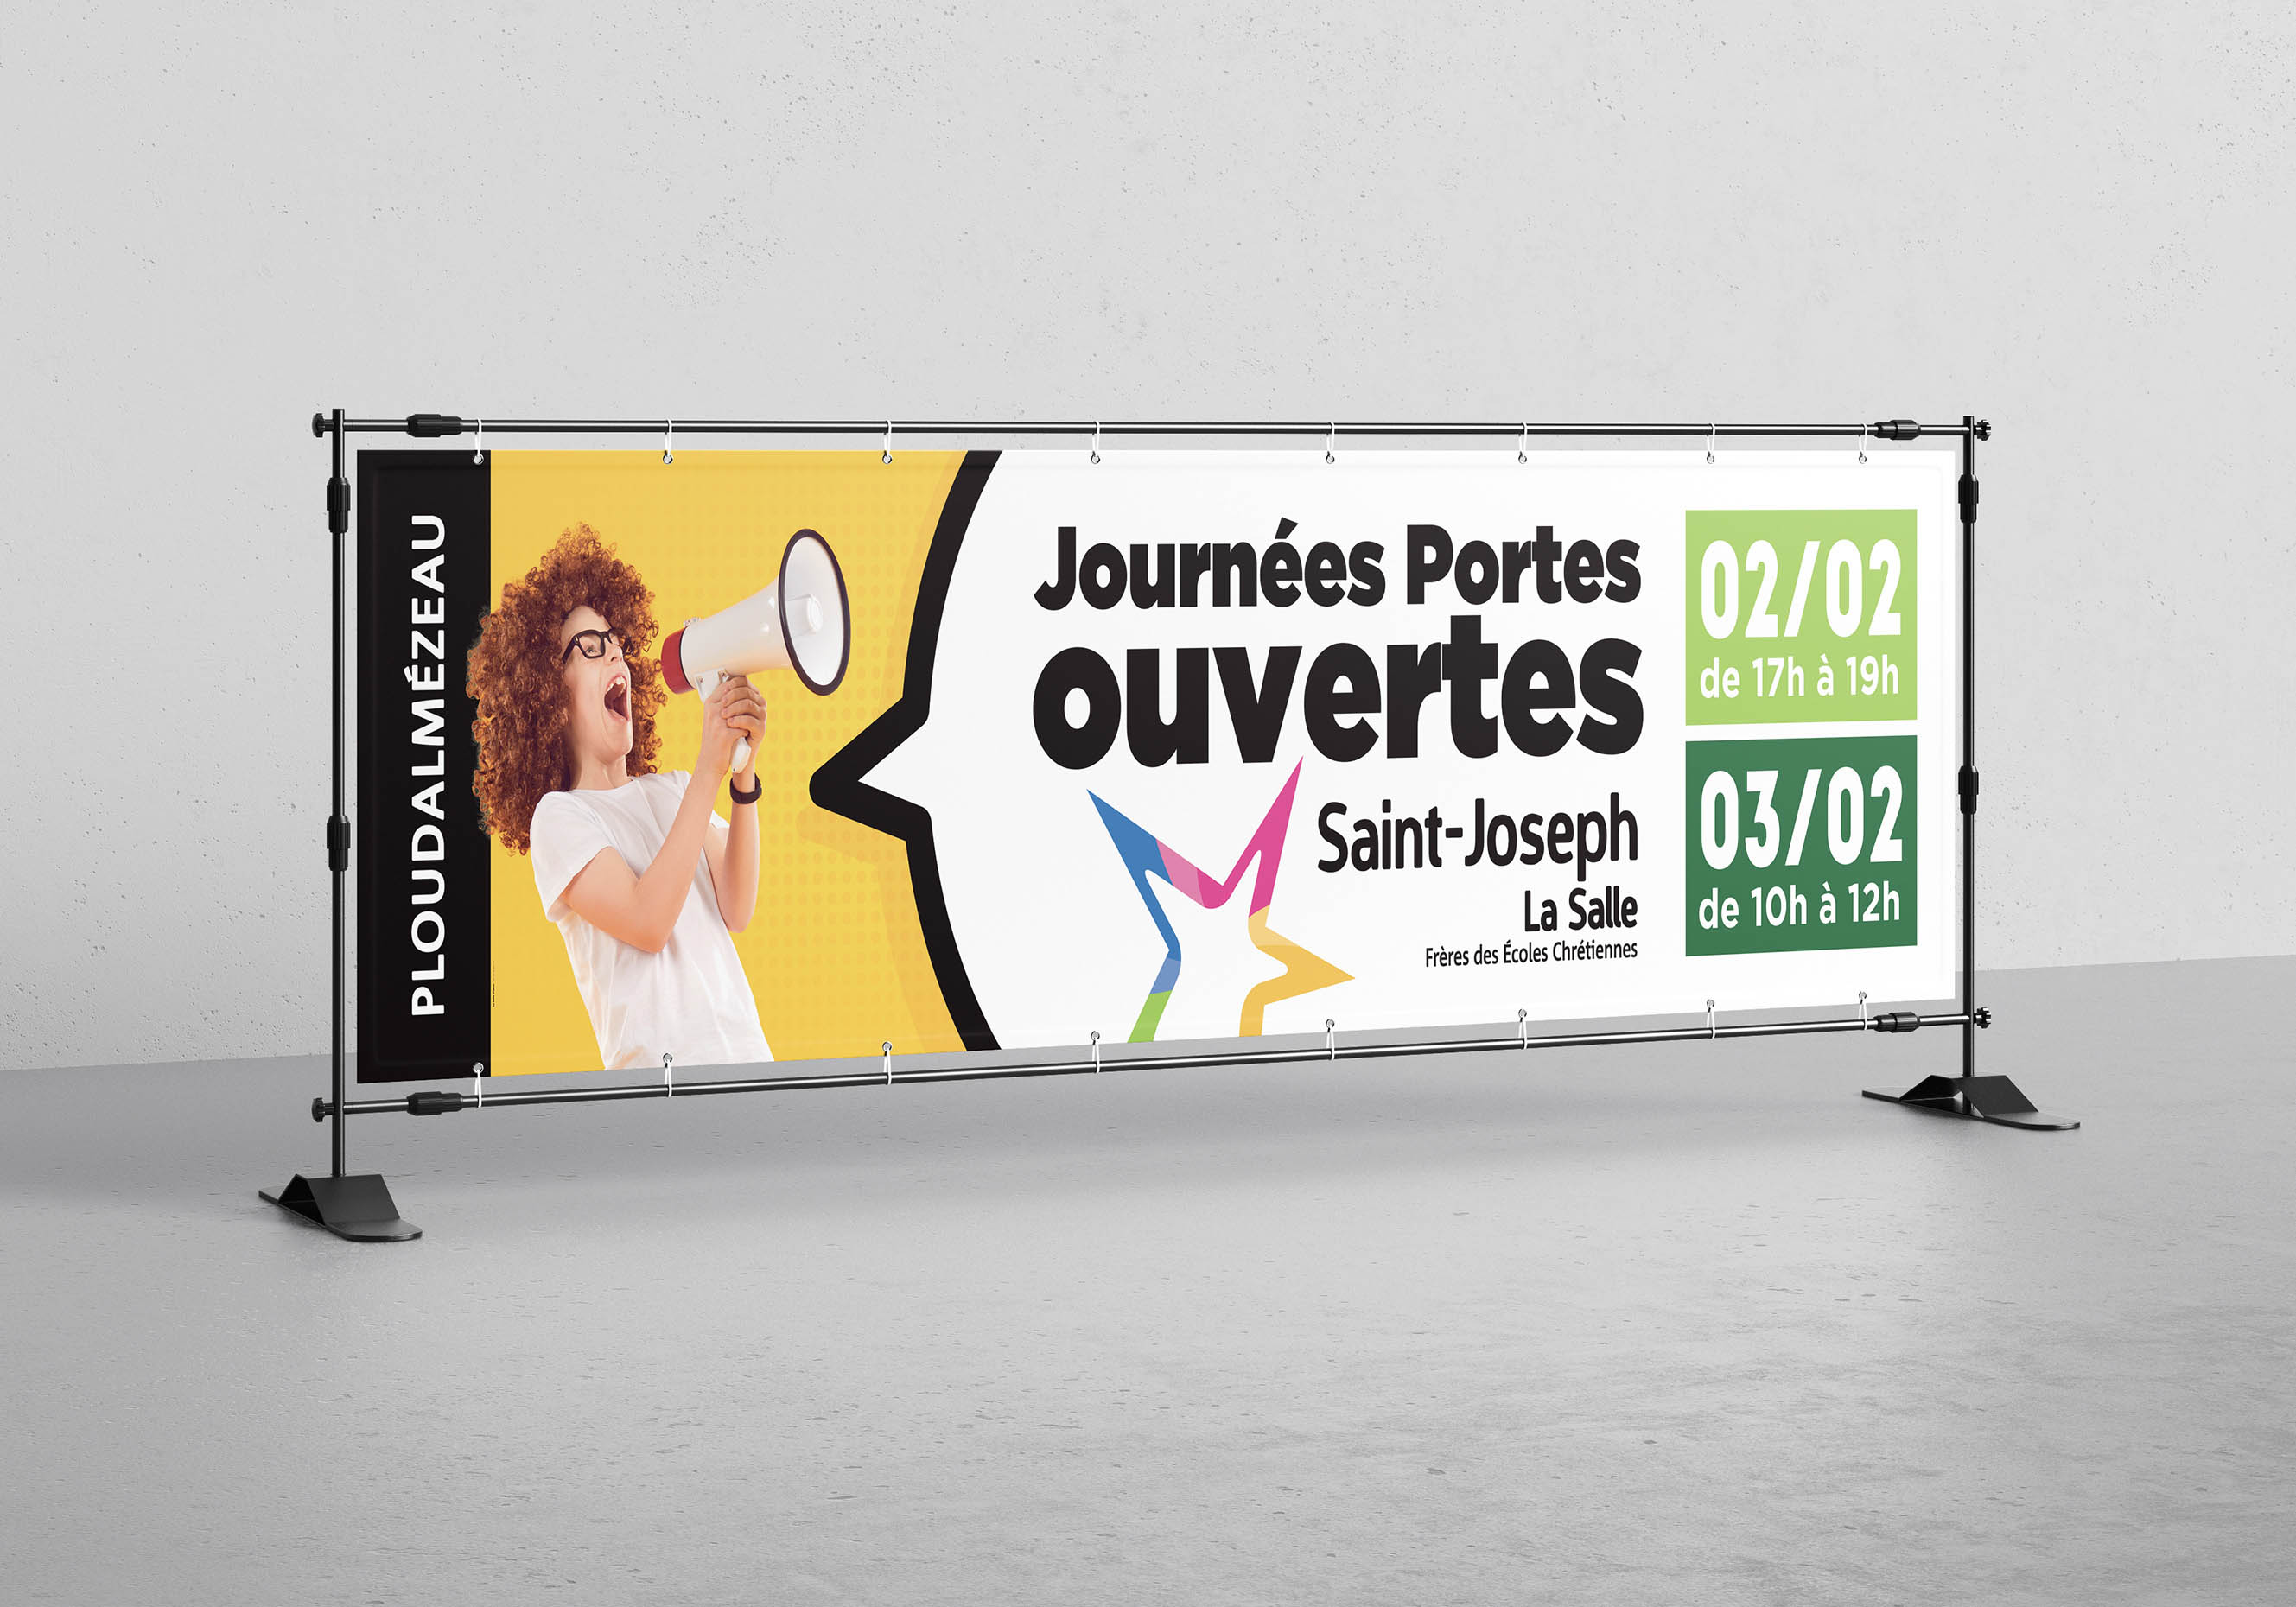 PLOUDALMÉZEAU
Journées Portes
ouvertes
Saint-Joseph
La Salle
Frères des Écoles Chrétiennes
02/02
de 17h à 19h
03/02
de 10h à 12h